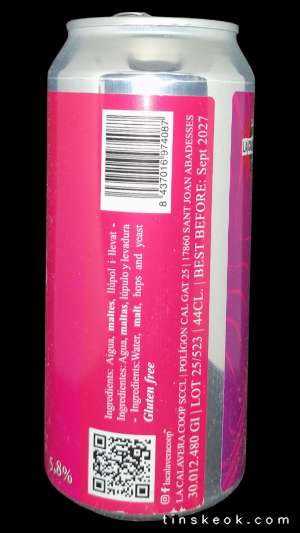 8 437016 974087
Ingredients: Aigua, maltes, llúpol i llevat -
Ingredientes: Agua, maltas, lúpulo y levadura
- Ingredients: Water, malt, hops and yeast
Gluten free
5,8%
lacalaveracoop
LA CALAVERA COOP SCCL | POLÍGON CAL GAT 25 | 17860 SANT JOAN ABADESSES
30.012.480 GI | LOT 25/523 | 44CL. | BEST BEFORE: Sept 2027
tinskeok.com